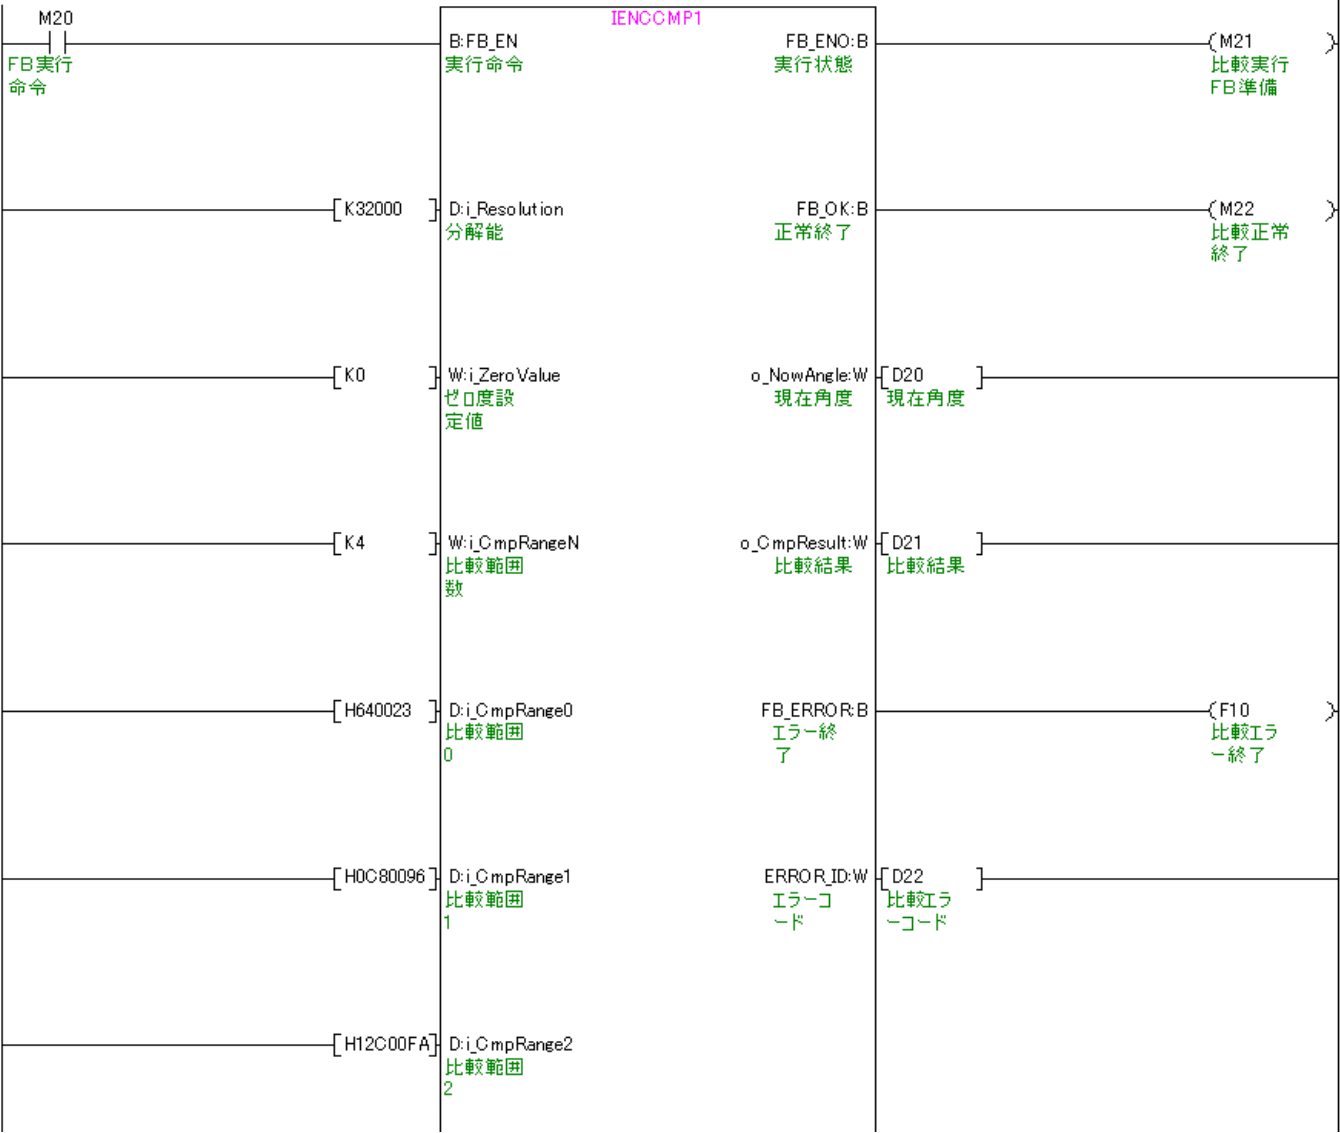 M20
IENCCMP1
B:FB_EN
FB_ENO:B
M21
FB実行
命令
実行命令
実行状態
比較実行
FB準備
K32000
D:i_Resolution
FB_OK:B
M22
分解能
正常終了
比較正常
終了
K0
W:i_ZeroValue
o_NowAngle:W
D20
ゼロ度設
定値
現在角度
現在角度
K4
W:i_CmpRangeN
o_CmpResult:W
D21
比較範囲
数
比較結果
比較結果
H640023
D:i_CmpRange0
FB_ERROR:B
F10
比較範囲
0
エラー終
了
比較エラ
ー終了
H0C80096
D:i_CmpRange1
ERROR_ID:W
D22
比較範囲
1
エラーコ
ード
比較エラ
ーコード
H12C00FA
D:i_CmpRange2
比較範囲
2